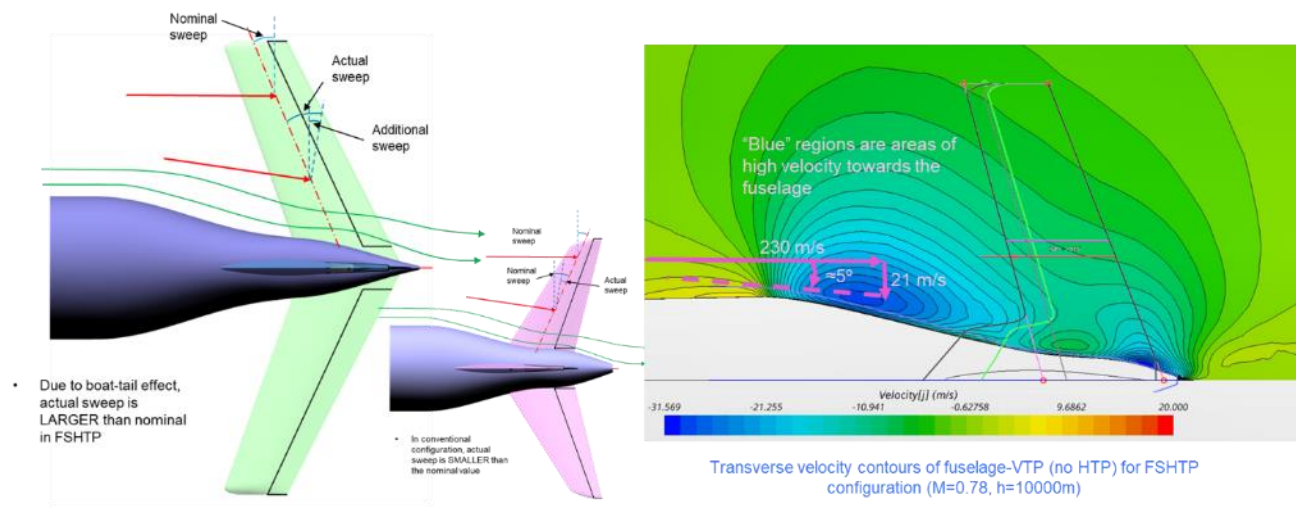 Nominal
sweep
Actual
sweep
Additional
sweep
Nominal
sweep
Nominal
sweep
Actual
sweep
• Due to boat-tail effect,
actual sweep is
LARGER than nominal
in FSHTP
• In conventional
configuration, actual
sweep is SMALLER than
the nominal value
"Blue" regions are areas of
high velocity towards the
fuselage
230 m/s
≈5º
21 m/s
Velocity[j] (m/s)
-31.569 -21.255 -10.941 -0.62758 9.6862 20.000
Transverse velocity contours of fuselage-VTP (no HTP) for FSHTP
configuration (M=0.78, h=10000m)